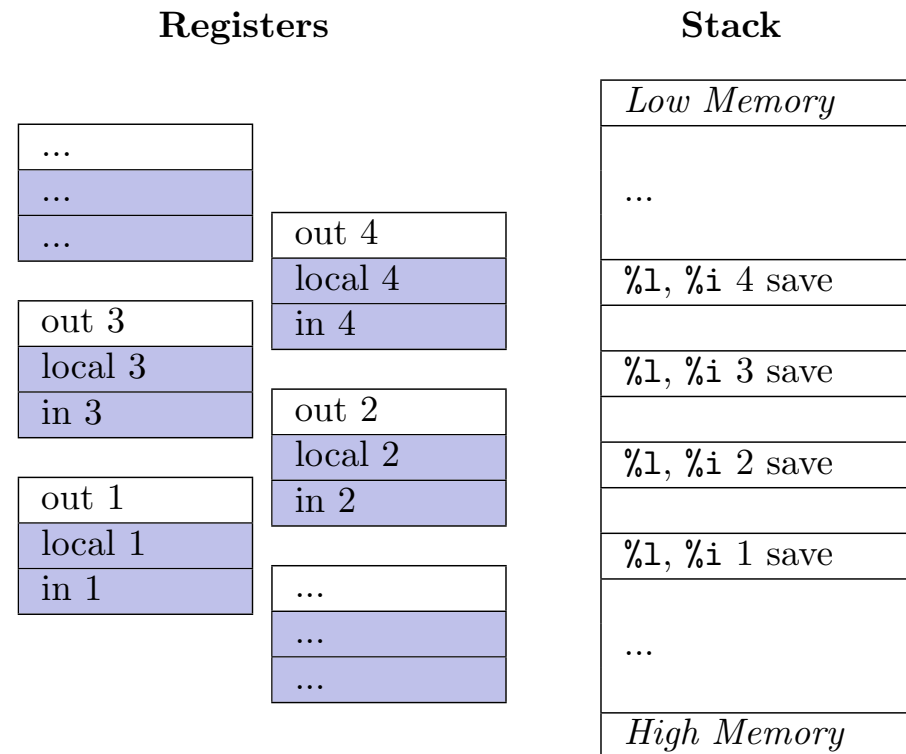 Registers
...
...
...
out 4
local 4
in 4
out 3
local 3
in 3
out 2
local 2
in 2
out 1
local 1
in 1
...
...
...
Stack
Low Memory
...
%l, %i 4 save
%l, %i 3 save
%l, %i 2 save
%l, %i 1 save
...
High Memory